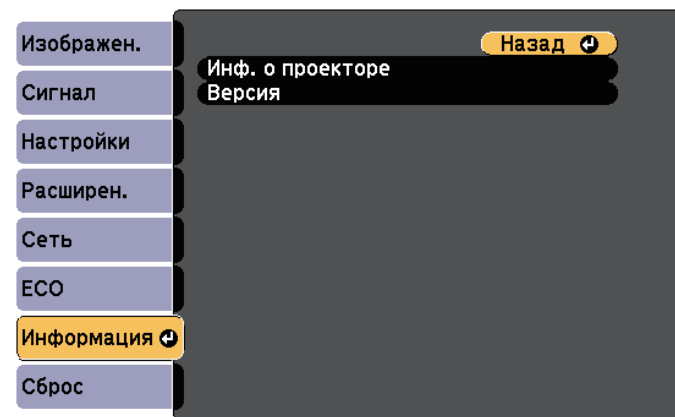 Изображен.
Сигнал
Настройки
Расширен.
Сеть
ECO
Информация
Сброс
Назад
Инф. о проекторе
Версия